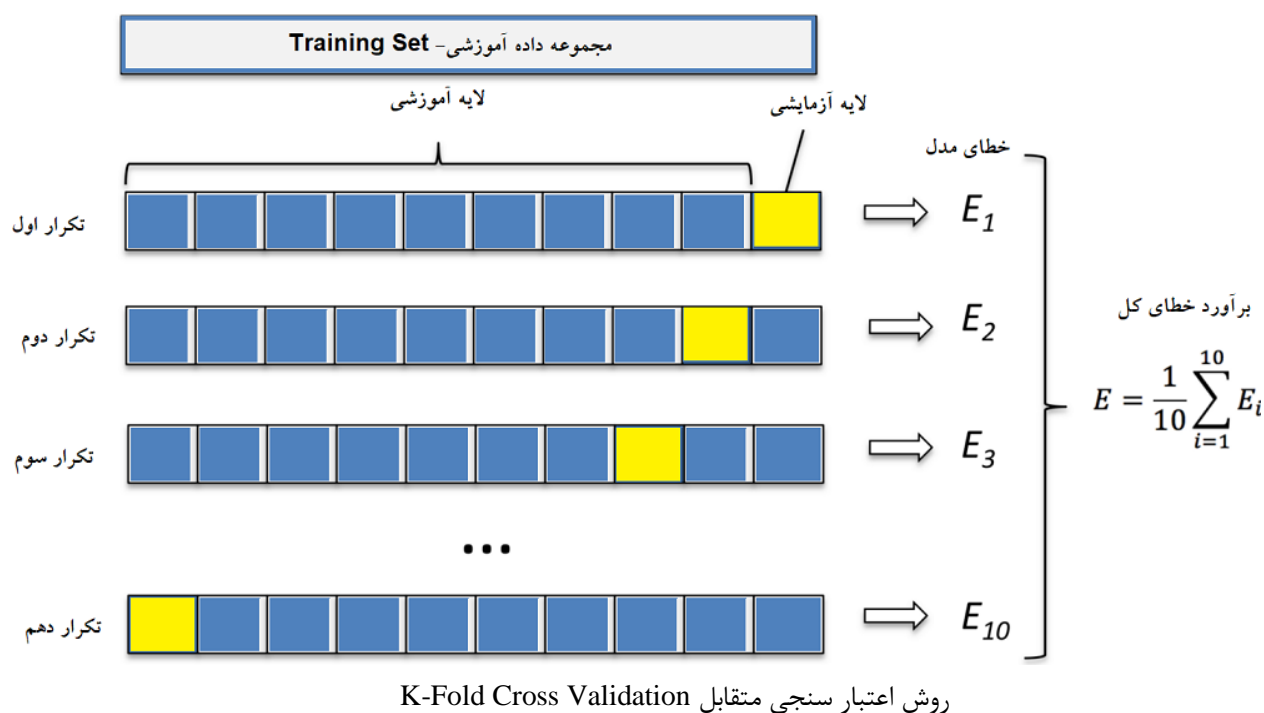 مجموعه داده آموزشی- Training Set
لایه آموزشی
لایه آزمایشی
خطای مدل
تکرار اول
E₁
تکرار دوم
E₂
برآورد خطای کل
E = 1/10 ∑_{i=1}^{10} E_i
تکرار سوم
E₃
...
تکرار دهم
E₁₀
روش اعتبار سنجی متقابل K-Fold Cross Validation